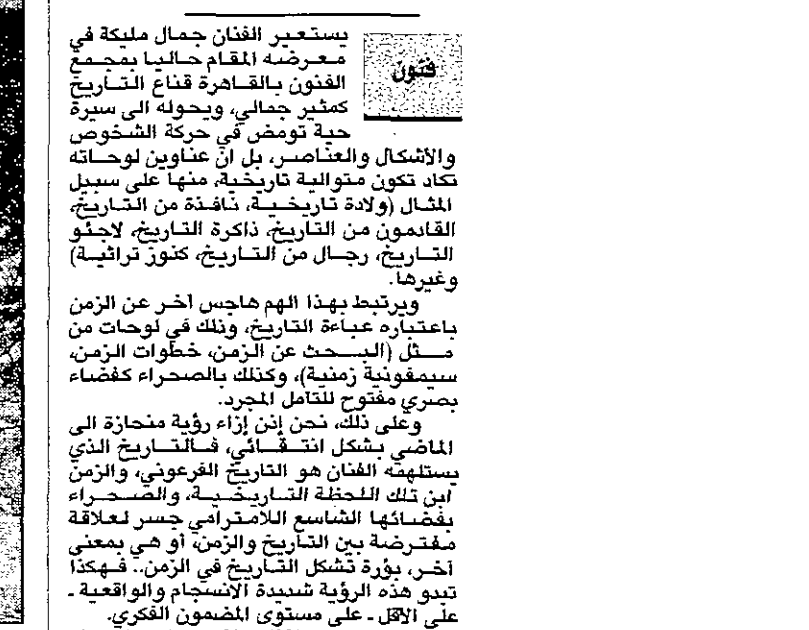 فنون
يستعير الفنان جمال مليكة في
معرضه المقام حاليا بمجمع
الفنون بالقاهرة قناع التاريخ
كمثير جمالي، ويحوله الى سيرة
حية تومض في حركة الشخوص
والأشكال والعناصر، بل ان عناوين لوحاته
تكاد تكون متوالية تاريخية، منها على سبيل
المثال (ولادة تاريخية، نافذة من التاريخ،
القادمون من التاريخ، ذاكرة التاريخ، لاجئو
التاريخ، رجال من التاريخ، كنوز تراثية)
وغيرها.
ويرتبط بهذا الهم هاجس آخر عن الزمن
باعتباره عباءة التاريخ، وذلك في لوحات من
مثل (البحث عن الزمن، خطوات الزمن،
سيمفونية زمنية)، وكذلك بالصحراء كفضاء
بصري مفتوح للتأمل المجرد.
وعلى ذلك، نحن إذن إزاء رؤية منحازة الى
الماضي بشكل انتقائي، فالتاريخ الذي
يستلهمه الفنان هو التاريخ الفرعوني، والزمن
ابن تلك اللحظة التاريخية، والصحراء
بفضائها الشاسع اللامترامي جسر لعلاقة
مفترضة بين التاريخ والزمن، أو هي بمعنى
آخر، بؤرة تشكل التاريخ في الزمن.. فهكذا
تبدو هذه الرؤية شديدة الانسجام والواقعية ـ
على الاقل ـ على مستوى المضمون الفكري.